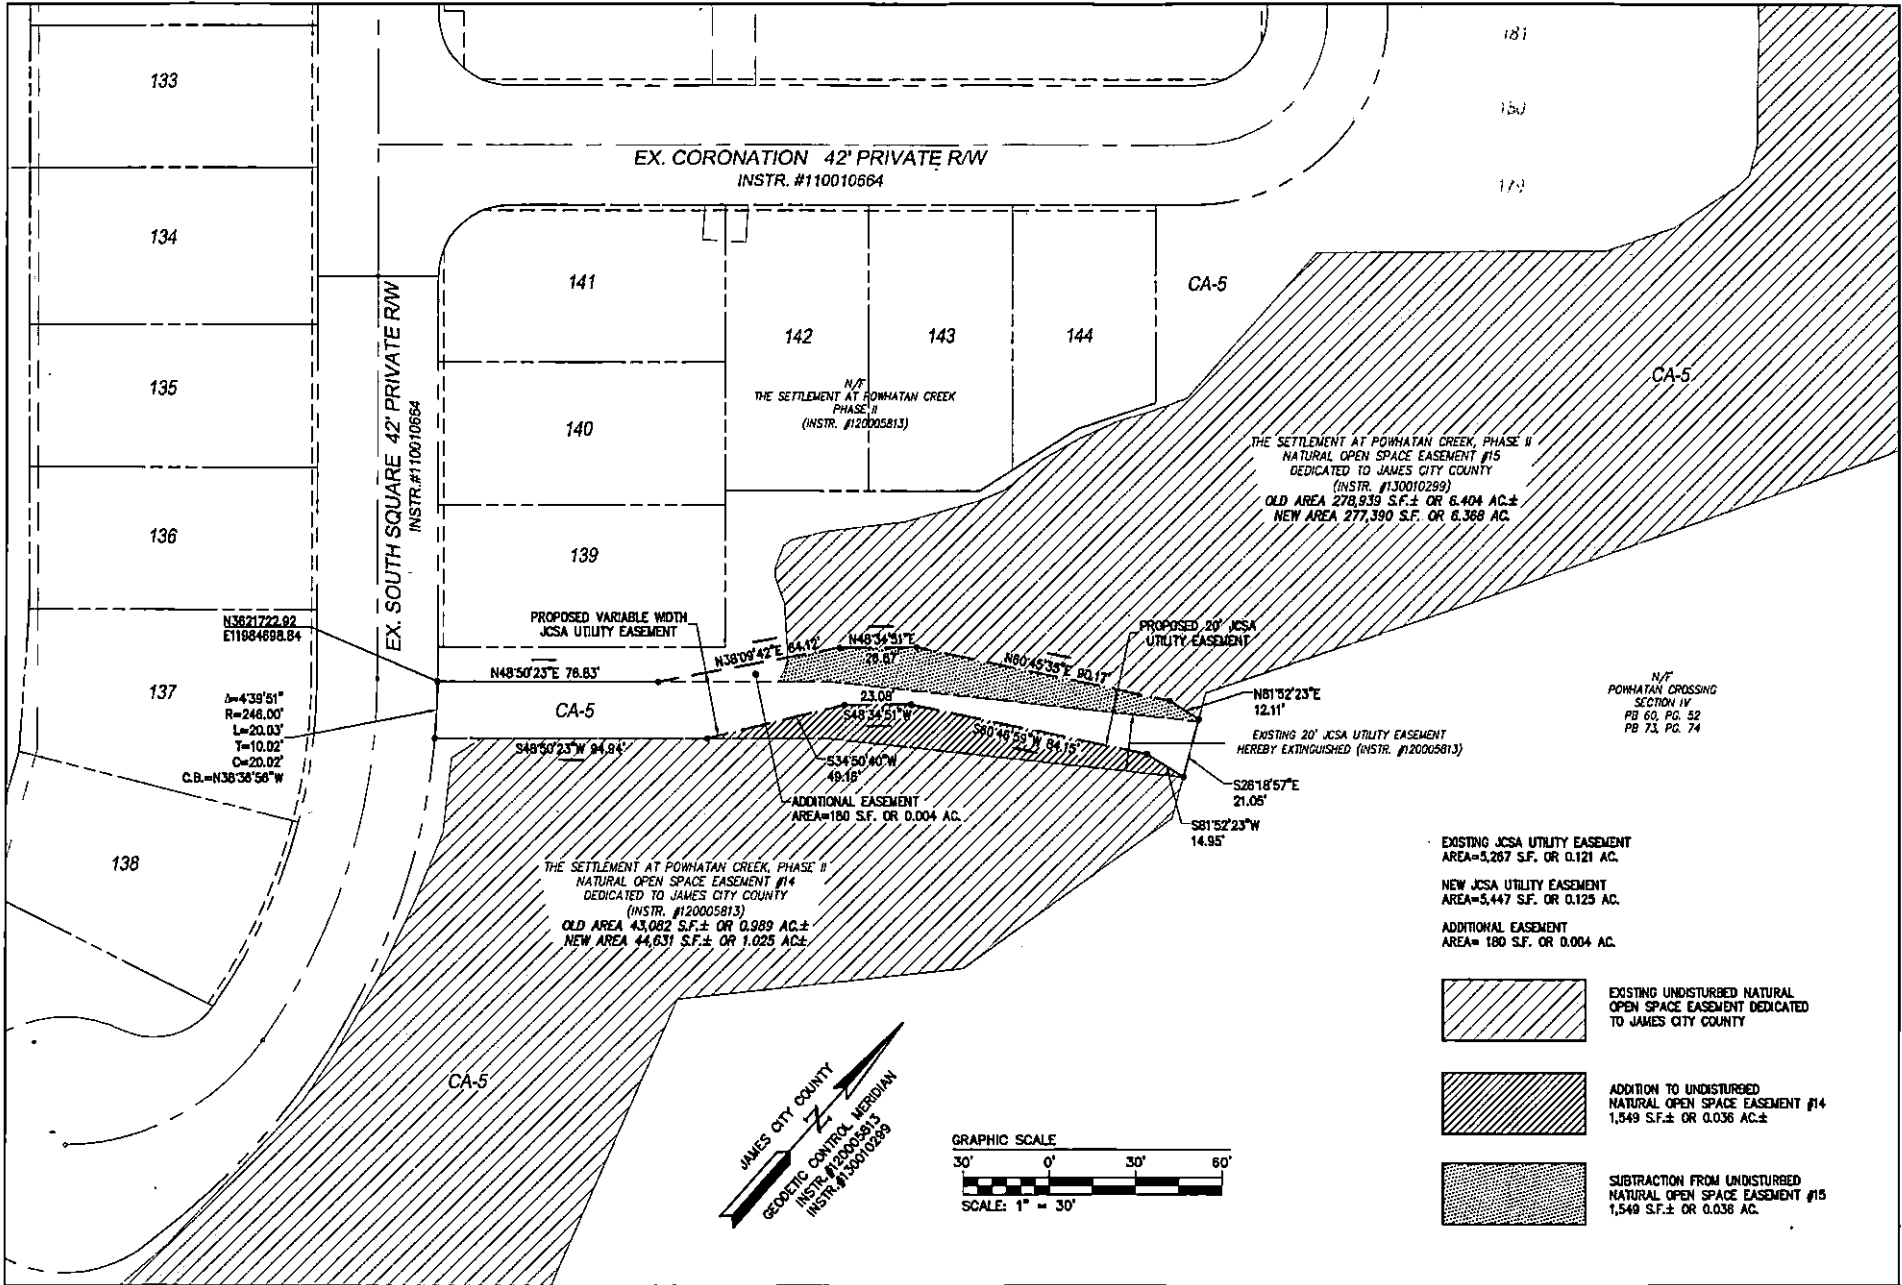 133
134
135
136
137
138
139
140
141
142
143
144
181
180
179
EX. CORONATION 42' PRIVATE R/W
INSTR. #110010664
EX. SOUTH SQUARE 42' PRIVATE R/W
INSTR.#110010664
CA-5
CA-5
N/F
THE SETTLEMENT AT POWHATAN CREEK
PHASE II
(INSTR. #120005813)
THE SETTLEMENT AT POWHATAN CREEK, PHASE II
NATURAL OPEN SPACE EASEMENT #15
DEDICATED TO JAMES CITY COUNTY
(INSTR. #130010299)
OLD AREA 278,939 S.F.± OR 6.404 AC.±
NEW AREA 277,390 S.F. OR 6.368 AC.
N3621722.92
E11984698.84
PROPOSED VARIABLE WIDTH
JCSA UTILITY EASEMENT
N38°09'42"E 64.12'
N48°34'51"E
26.67'
N60°45'35"E 90.17'
PROPOSED 20' JCSA
UTILITY EASEMENT
N48°50'23"E 76.83'
CA-5
23.08'
S48°34'51"W
N81°52'23"E
12.11'
N/F
POWHATAN CROSSING
SECTION IV
PB 60, PG. 52
PB 73, PG. 74
Δ=4°39'51"
R=246.00'
L=20.03'
T=10.02'
C=20.02'
C.B.=N38°36'56"W
S48°50'23"W 94.94'
S60°46'59"W 84.15'
EXISTING 20' JCSA UTILITY EASEMENT
HEREBY EXTINGUISHED (INSTR. #120005813)
S34°50'40"W
49.16'
S28°18'57"E
21.05'
ADDITIONAL EASEMENT
AREA=180 S.F. OR 0.004 AC.
S81°52'23"W
14.95'
THE SETTLEMENT AT POWHATAN CREEK, PHASE II
NATURAL OPEN SPACE EASEMENT #14
DEDICATED TO JAMES CITY COUNTY
(INSTR. #120005813)
OLD AREA 43,082 S.F.± OR 0.989 AC.±
NEW AREA 44,631 S.F.± OR 1.025 AC±
CA-5
EXISTING JCSA UTILITY EASEMENT
AREA=5,267 S.F. OR 0.121 AC.
NEW JCSA UTILITY EASEMENT
AREA=5,447 S.F. OR 0.125 AC.
ADDITIONAL EASEMENT
AREA= 180 S.F. OR 0.004 AC.
EXISTING UNDISTURBED NATURAL
OPEN SPACE EASEMENT DEDICATED
TO JAMES CITY COUNTY
ADDITION TO UNDISTURBED
NATURAL OPEN SPACE EASEMENT #14
1,549 S.F.± OR 0.036 AC.±
SUBTRACTION FROM UNDISTURBED
NATURAL OPEN SPACE EASEMENT #15
1,549 S.F.± OR 0.036 AC.
JAMES CITY COUNTY
N
GEODETIC CONTROL MERIDIAN
INSTR.#120005813
INSTR.#130010299
GRAPHIC SCALE
30' 0' 30' 60'
SCALE: 1" = 30'